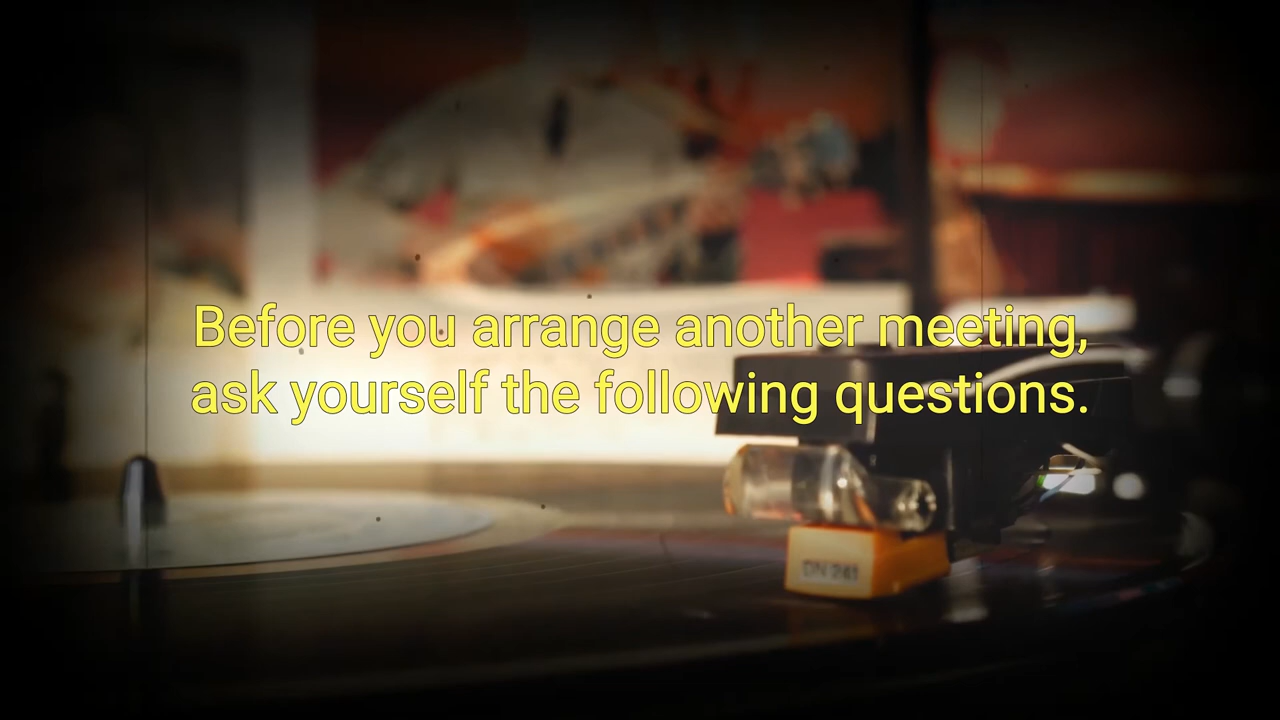 Before you arrange another meeting,
ask yourself the following questions.